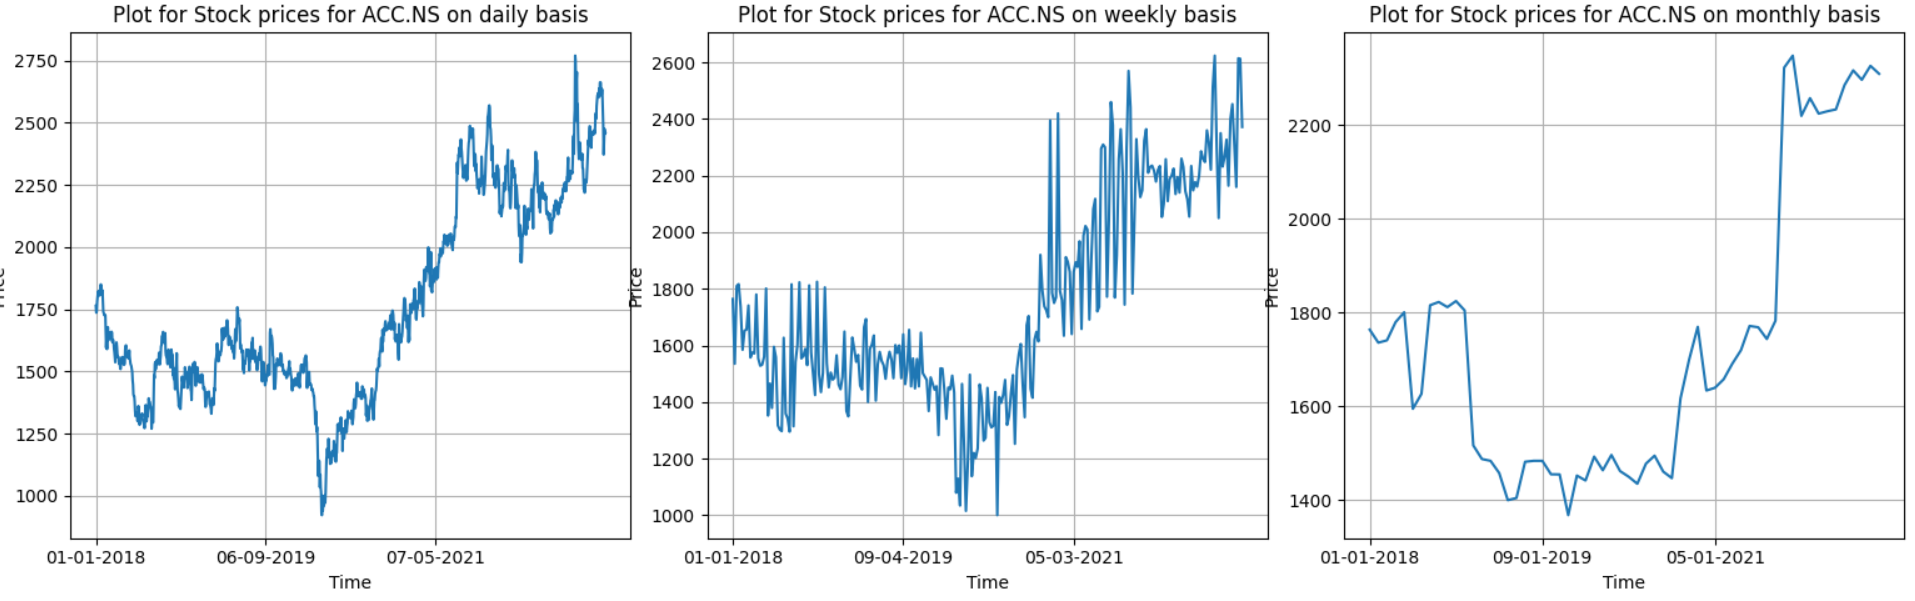 Plot for Stock prices for ACC.NS on daily basis
2750
2500
2250
2000
1750
1500
1250
1000
01-01-2018 06-09-2019 07-05-2021
Time
Plot for Stock prices for ACC.NS on weekly basis
Price
2600
2400
2200
2000
1800
1600
1400
1200
1000
01-01-2018 09-04-2019 05-03-2021
Time
Plot for Stock prices for ACC.NS on monthly basis
Price
2200
2000
1800
1600
1400
01-01-2018 09-01-2019 05-01-2021
Time